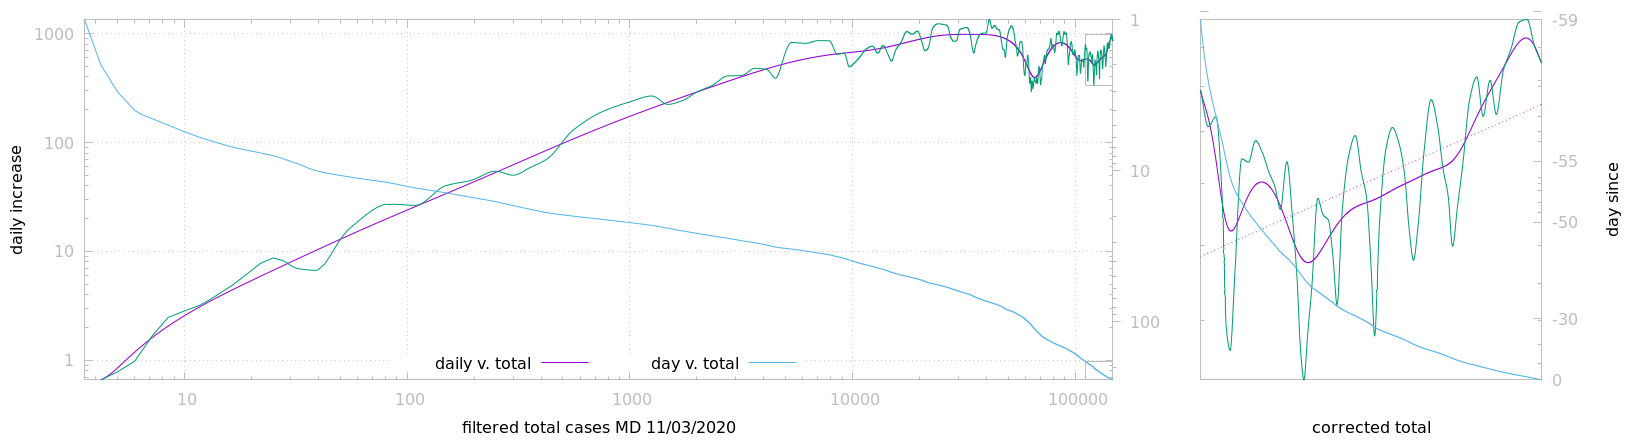 daily increase
1000
100
10
1
10
100
1000
10000
100000
1
10
100
daily v. total
day v. total
filtered total cases MD 11/03/2020
-59
-55
-50
-30
0
day since
corrected total